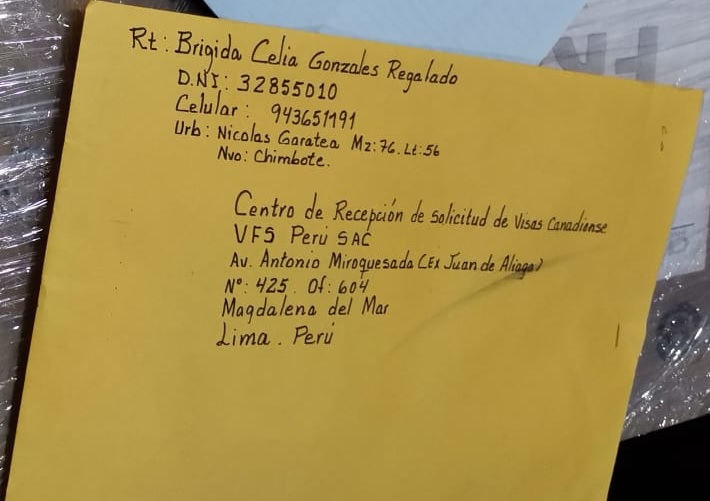 Rt: Brigida Celia Gonzales Regalado
D.NI: 32855010
Celular: 943651191
Urb: Nicolas Garatea Mz:76.Lt:56
Nvo: Chimbote.
Centro de Recepción de solicitud de Visas Canadiense
VFS Perú SAC
Av. Antonio Miroquesada (Ex Juan de Aliaga)
N°: 425. Of: 604
Magdalena del Mar
Lima. Perú